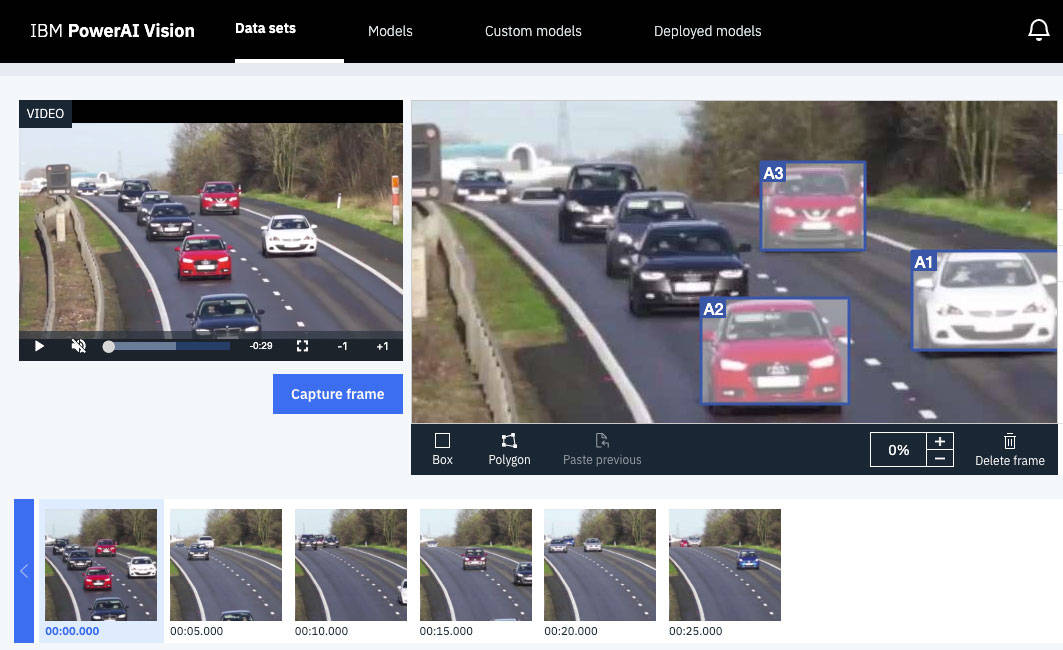 IBM PowerAI Vision
Data sets
Models
Custom models
Deployed models
VIDEO
-0:29
-1
+1
Capture frame
A3
A1
A2
Box
Polygon
Paste previous
0%
+
−
Delete frame
00:00.000
00:05.000
00:10.000
00:15.000
00:20.000
00:25.000